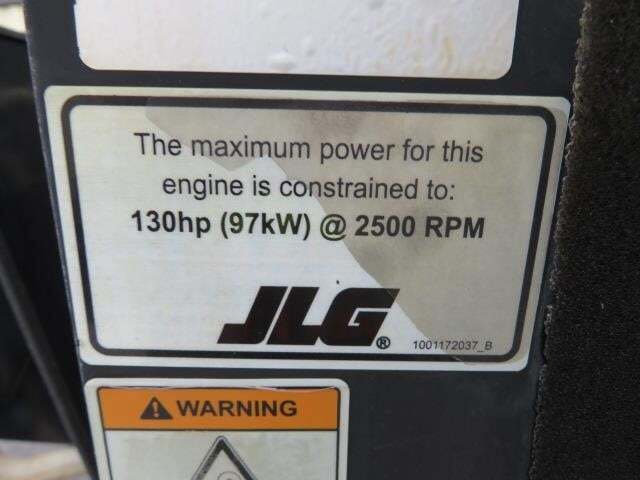 The maximum power for this
engine is constrained to:
130hp (97kW) @ 2500 RPM
JLG®
1001172037_B
WARNING